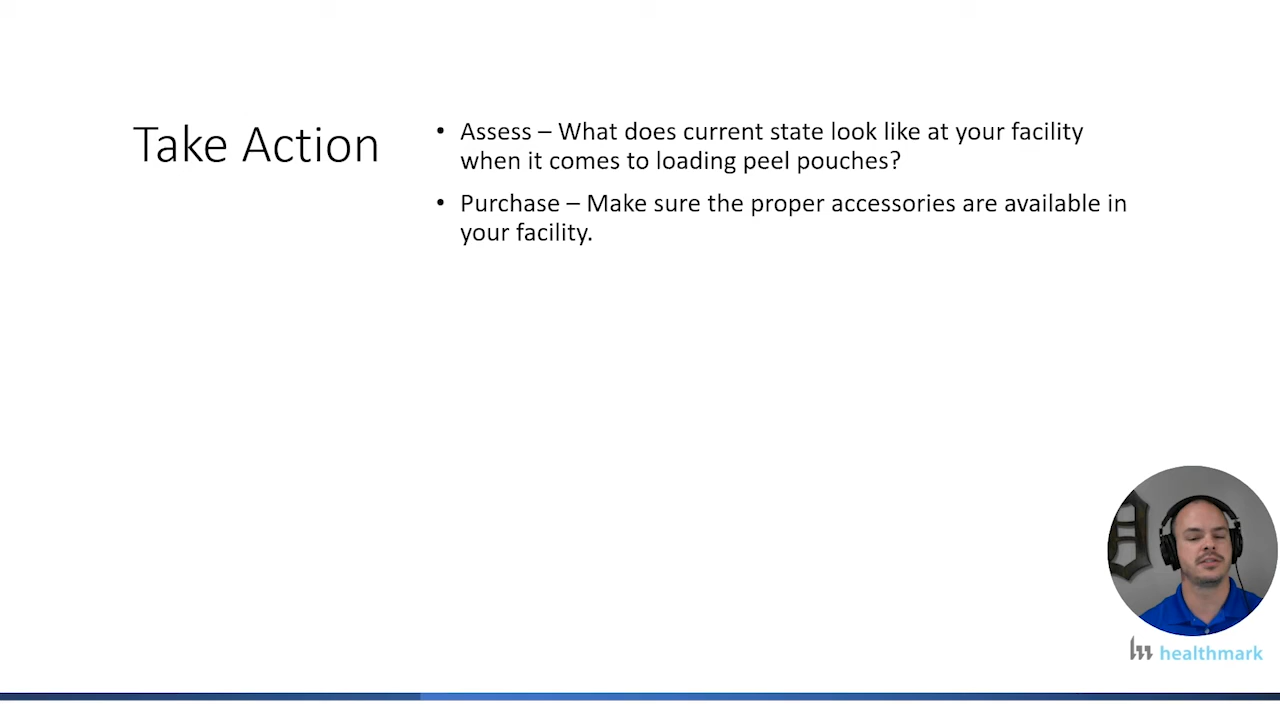 Take Action
• Assess – What does current state look like at your facility
when it comes to loading peel pouches?
• Purchase – Make sure the proper accessories are available in
your facility.
healthmark